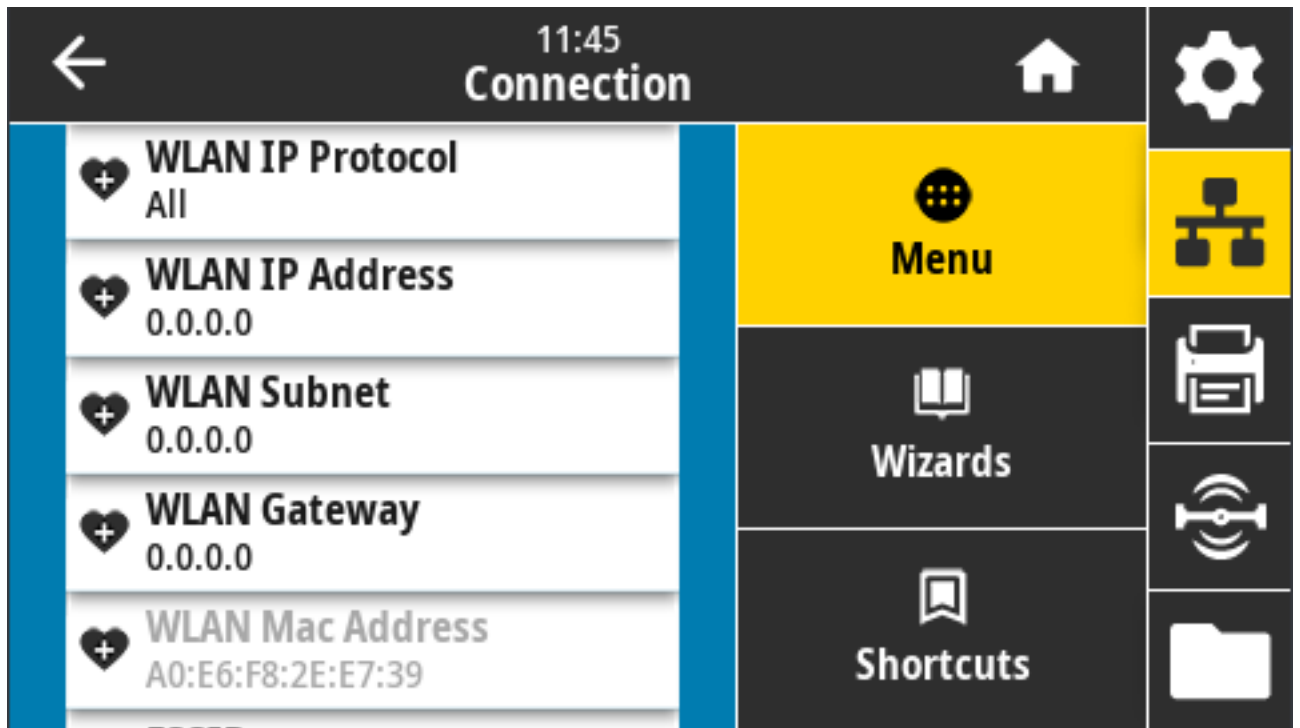 11:45
Connection
WLAN IP Protocol
All
WLAN IP Address
0.0.0.0
WLAN Subnet
0.0.0.0
WLAN Gateway
0.0.0.0
WLAN Mac Address
A0:E6:F8:2E:E7:39
Menu
Wizards
Shortcuts